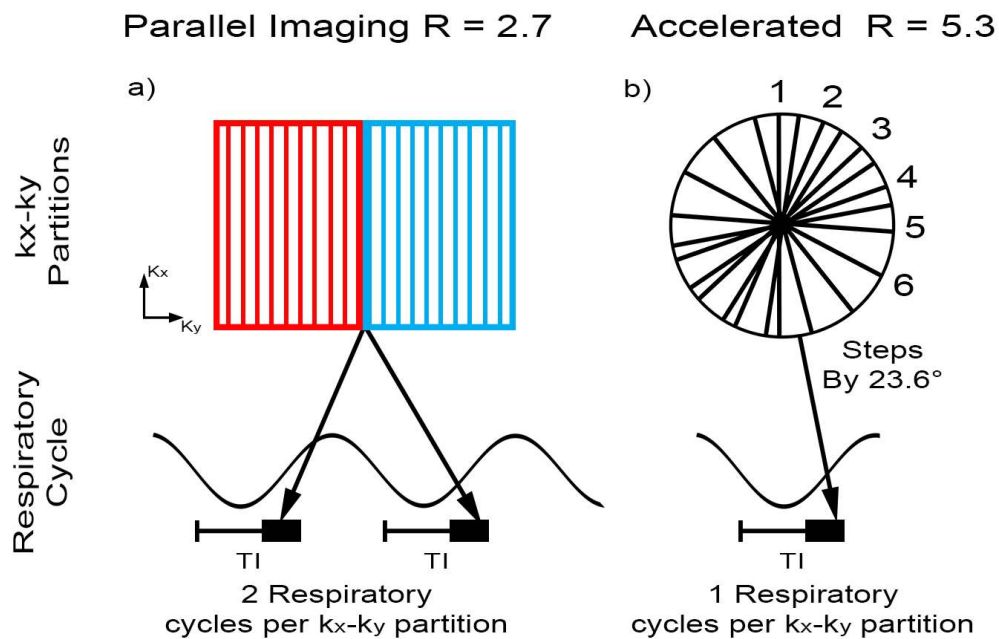 Parallel Imaging R = 2.7
Accelerated R = 5.3
a)
b)
1
2
3
4
5
6
kx-ky
Partitions
Kx
Ky
Steps
By 23.6°
Respiratory
Cycle
TI
TI
TI
2 Respiratory
cycles per kx-ky partition
1 Respiratory
cycles per kx-ky partition